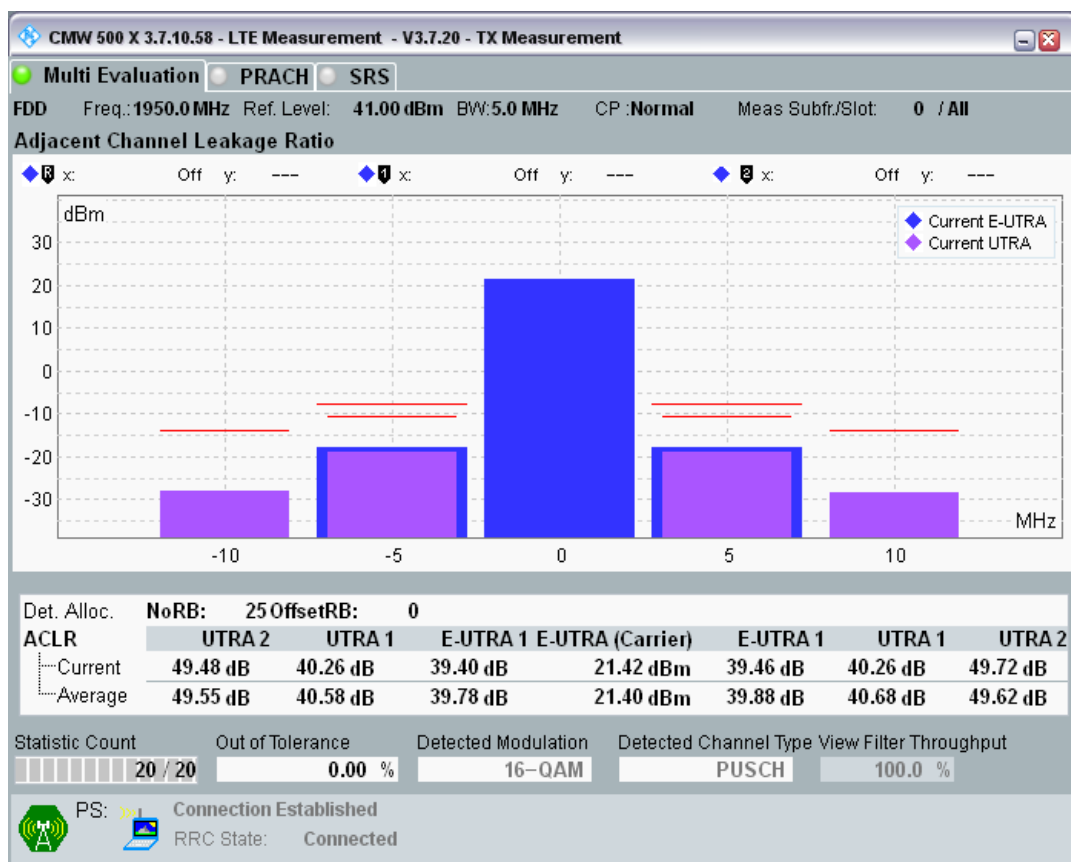 CMW 500 X 3.7.10.58 - LTE Measurement - V3.7.20 - TX Measurement
Multi Evaluation PRACH SRS
FDD Freq.: 1950.0 MHz Ref. Level: 41.00 dBm BW: 5.0 MHz CP : Normal Meas Subfr./Slot: 0 / All
Adjacent Channel Leakage Ratio
R x: Off y: --- 1 x: Off y: --- 2 x: Off y: ---
dBm
Current E-UTRA
Current UTRA
30
20
10
0
-10
-20
-30
MHz
-10 -5 0 5 10
Det. Alloc. NoRB: 25 OffsetRB: 0
ACLR UTRA 2 UTRA 1 E-UTRA 1 E-UTRA (Carrier) E-UTRA 1 UTRA 1 UTRA 2
Current 49.48 dB 40.26 dB 39.40 dB 21.42 dBm 39.46 dB 40.26 dB 49.72 dB
Average 49.55 dB 40.58 dB 39.78 dB 21.40 dBm 39.88 dB 40.68 dB 49.62 dB
Statistic Count Out of Tolerance Detected Modulation Detected Channel Type View Filter Throughput
20 / 20 0.00 % 16-QAM PUSCH 100.0 %
PS: Connection Established
RRC State: Connected